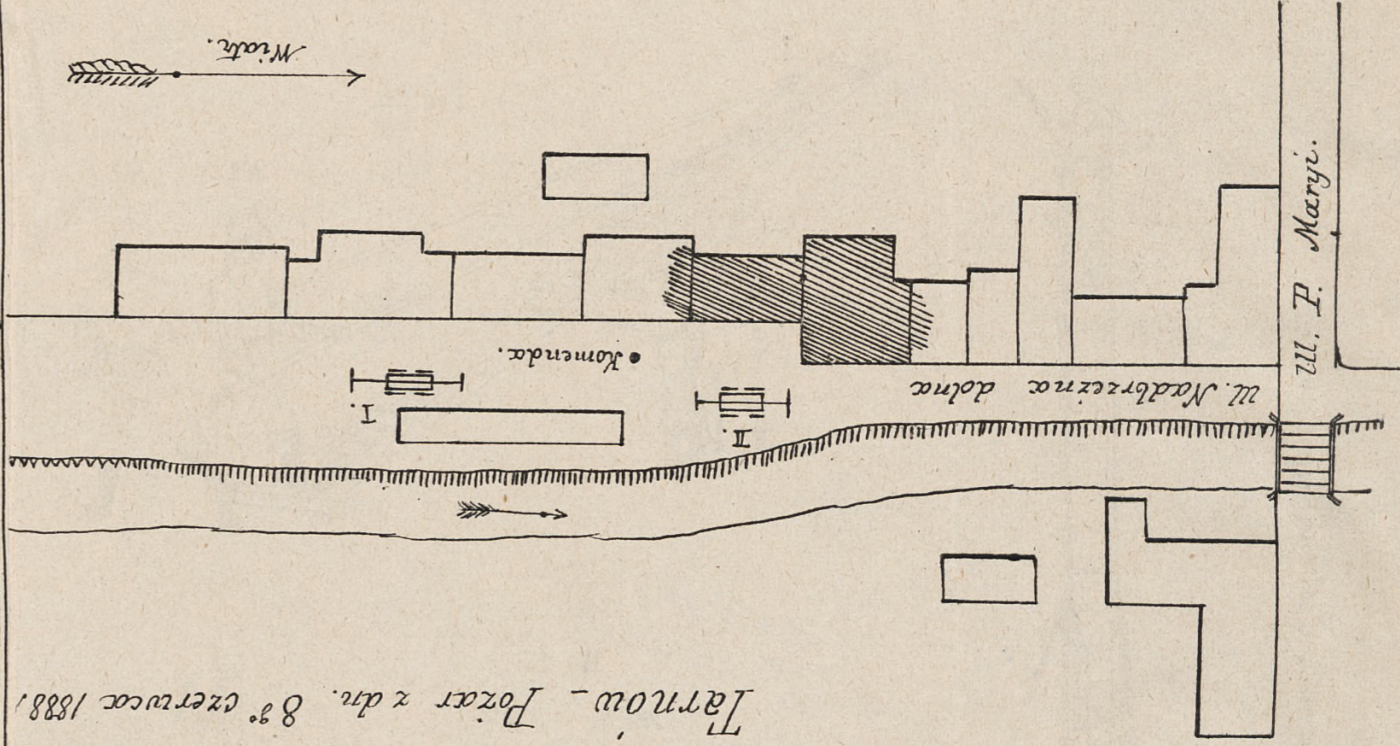 Tarnów – Pożar z dn. 8go czerwca 1888.
Ul. Nadbrzeżna dolna
II.
I.
Komenda.
Ul. P. Maryi.
Wiatr.